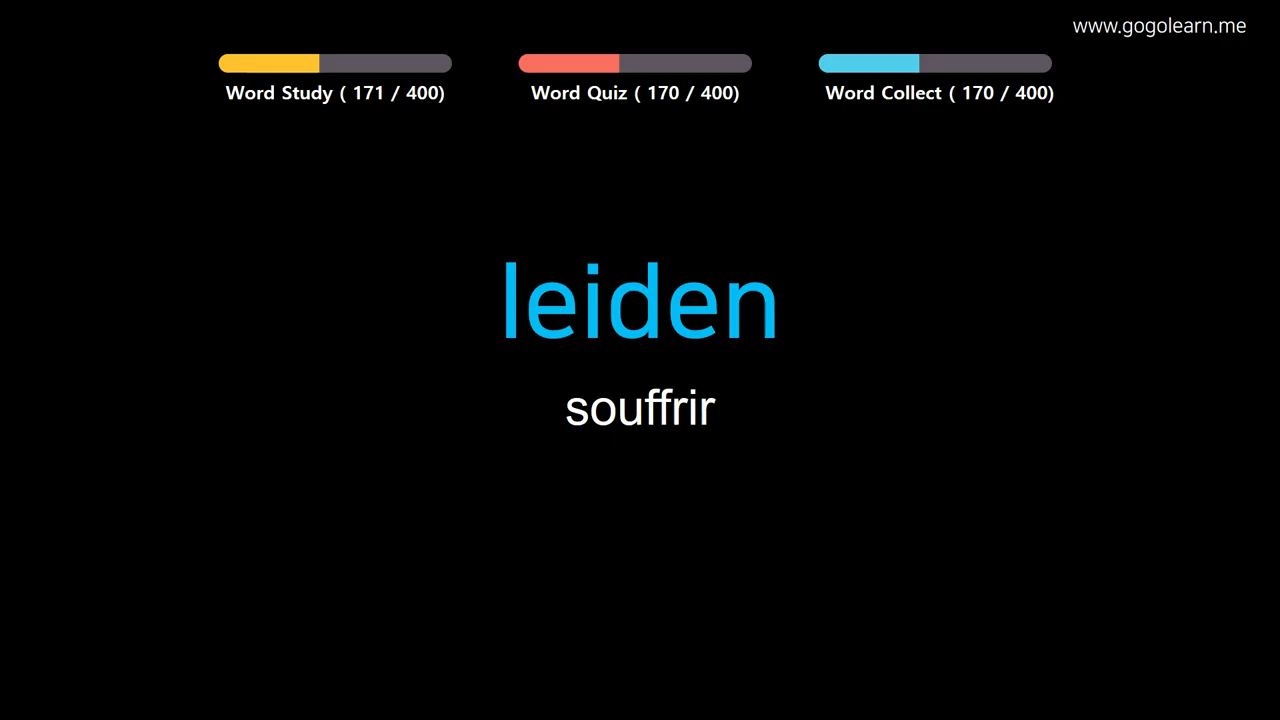 www.gogolearn.me
Word Study ( 171 / 400)
Word Quiz ( 170 / 400)
Word Collect ( 170 / 400)
leiden
souffrir